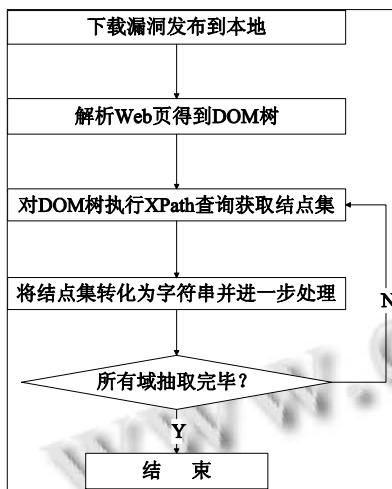 下载漏洞发布到本地
解析Web页得到DOM树
对DOM树执行XPath查询获取结点集
将结点集转化为字符串并进一步处理
所有域抽取完毕？
N
Y
结 束
www.